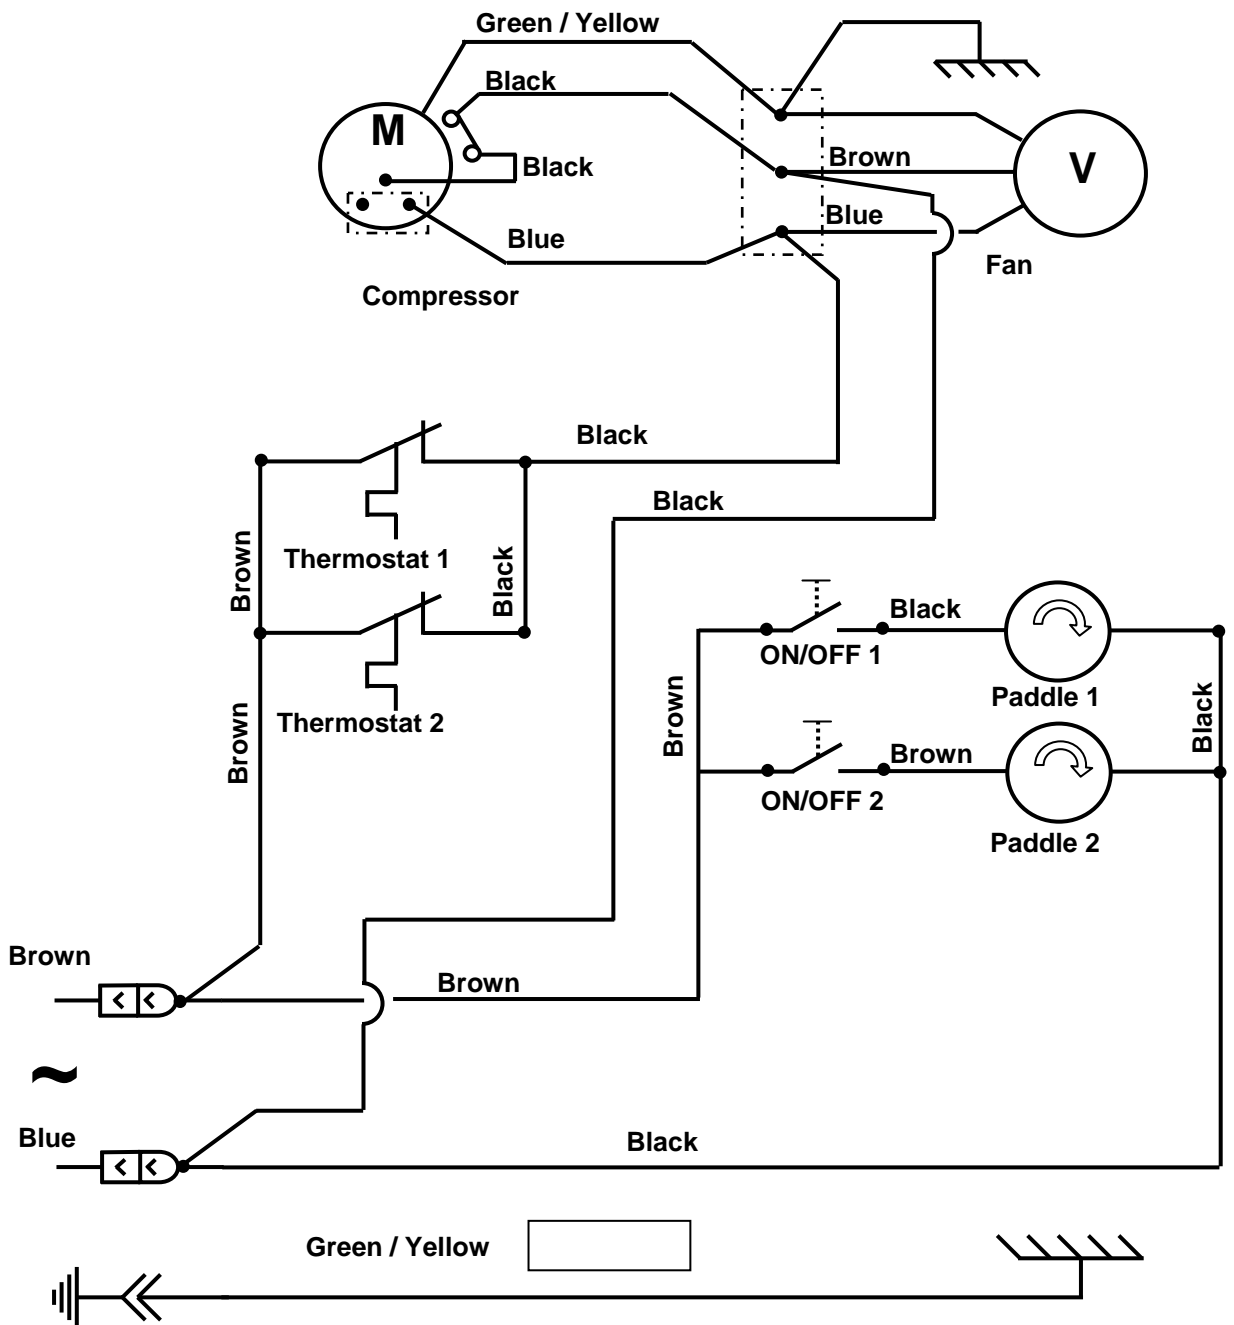 Green / Yellow
Black
M
Black
Brown
V
Blue
Blue
Fan
Compressor
Black
Black
Thermostat 1
Brown
Black
Black
ON/OFF 1
Paddle 1
Brown
Black
Thermostat 2
Brown
Brown
ON/OFF 2
Paddle 2
Brown
Brown
~
Blue
Black
Green / Yellow